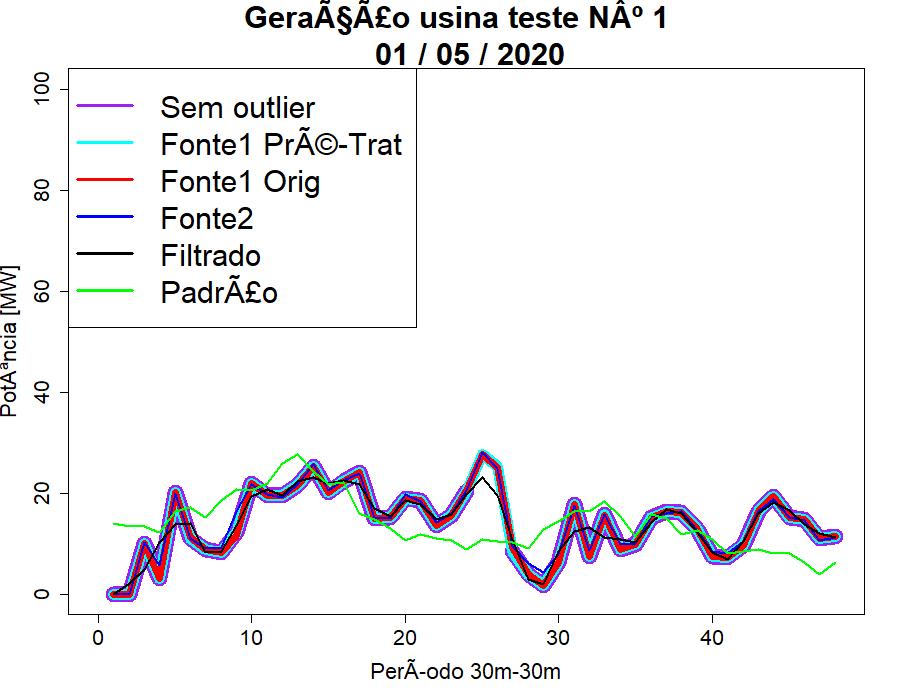 GeraÃ§Ã£o usina teste NÂº 1
01 / 05 / 2020
Sem outlier
Fonte1 PrÃ©-Trat
Fonte1 Orig
Fonte2
Filtrado
PadrÃ£o
PotÃªncia [MW]
100
80
60
40
20
0
0 10 20 30 40
PerÃ-odo 30m-30m